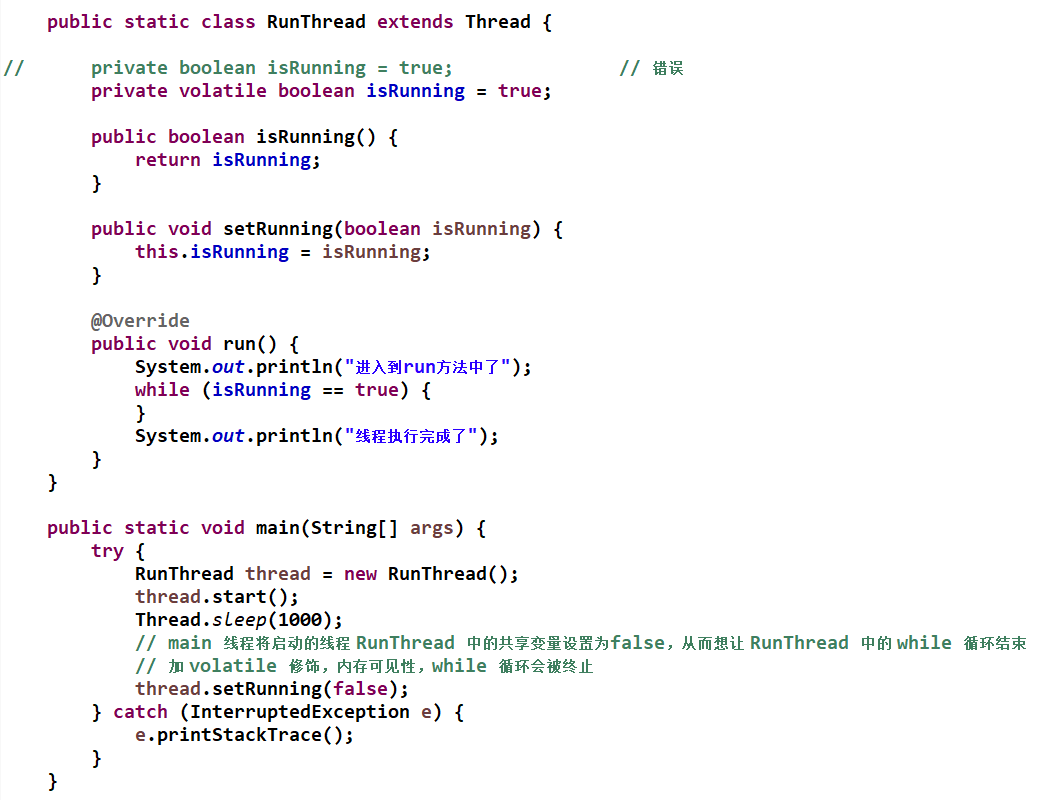 public static class RunThread extends Thread {
// private boolean isRunning = true; // 错误
private volatile boolean isRunning = true;
public boolean isRunning() {
return isRunning;
}
public void setRunning(boolean isRunning) {
this.isRunning = isRunning;
}
@Override
public void run() {
System.out.println("进入到run方法中了");
while (isRunning == true) {
}
System.out.println("线程执行完成了");
}
}
public static void main(String[] args) {
try {
RunThread thread = new RunThread();
thread.start();
Thread.sleep(1000);
// main 线程将启动的线程 RunThread 中的共享变量设置为false，从而想让 RunThread 中的 while 循环结束
// 加 volatile 修饰，内存可见性，while 循环会被终止
thread.setRunning(false);
} catch (InterruptedException e) {
e.printStackTrace();
}
}